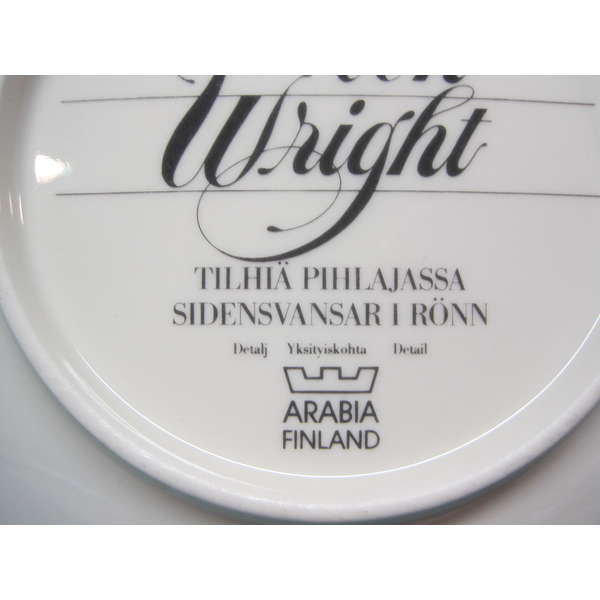 Wright
TILHIÄ PIHLAJASSA
SIDENSVANSAR I RÖNN
Detalj Yksityiskohta Detail
ARABIA
FINLAND